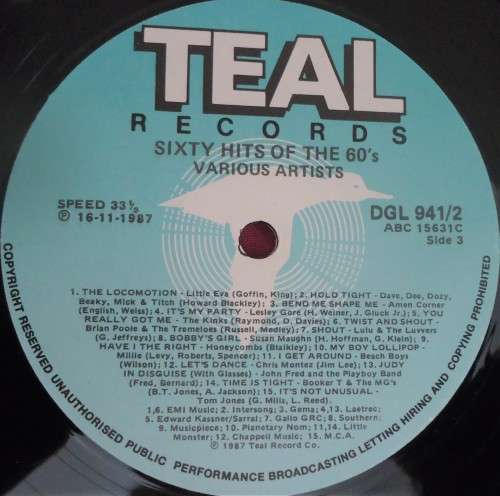 TEAL
RECORDS
SIXTY HITS OF THE 60's
VARIOUS ARTISTS
SPEED 33⅓
Ⓟ 16-11-1987
DGL 941/2
ABC 15631C
Side 3
1. THE LOCOMOTION - Little Eva (Goffin, King); 2. HOLD TIGHT - Dave, Dee, Dozy,
Beaky, Mick & Titch (Howard Blackley); 3. BEND ME SHAPE ME - Amen Corner
(English, Weiss); 4. IT'S MY PARTY - Lesley Gore (H. Weiner, J. Gluck Jr.); 5. YOU
REALLY GOT ME - The Kinks (Raymond, D. Davies); 6. TWIST AND SHOUT -
Brian Poole & The Tremeloes (Russell, Medley); 7. SHOUT - Lulu & The Luvvers
(G. Jeffreys); 8. BOBBY'S GIRL - Susan Maughn (H. Hoffman, G. Klein); 9.
HAVE I THE RIGHT - Honeycombs (Blaikley); 10. MY BOY LOLLIPOP -
Millie (Levy, Roberts, Spencer); 11. I GET AROUND - Beach Boys
(Wilson); 12. LET'S DANCE - Chris Montez (Jim Lee); 13. JUDY
IN DISGUISE (With Glasses) - John Fred and the Playboy Band
(Fred, Bernard); 14. TIME IS TIGHT - Booker T & The MG's
(B.T. Jones, A. Jackson); 15. IT'S NOT UNUSUAL -
Tom Jones (G. Mills, L. Reed)
1,6. EMI Music; 2. Intersong; 3. Gema; 4,13. Laetrec;
5. Edward Kassner/Sarral; 7. Gallo GRC; 8. Southern;
9. Musicpiece; 10. Planetary Nom; 11,14. Little
Monster; 12. Chappell Music; 15. M.C.A.
Ⓟ 1987 Teal Record Co.
COPYRIGHT RESERVED UNAUTHORISED PUBLIC PERFORMANCE BROADCASTING LETTING HIRING AND COPYING PROHIBITED